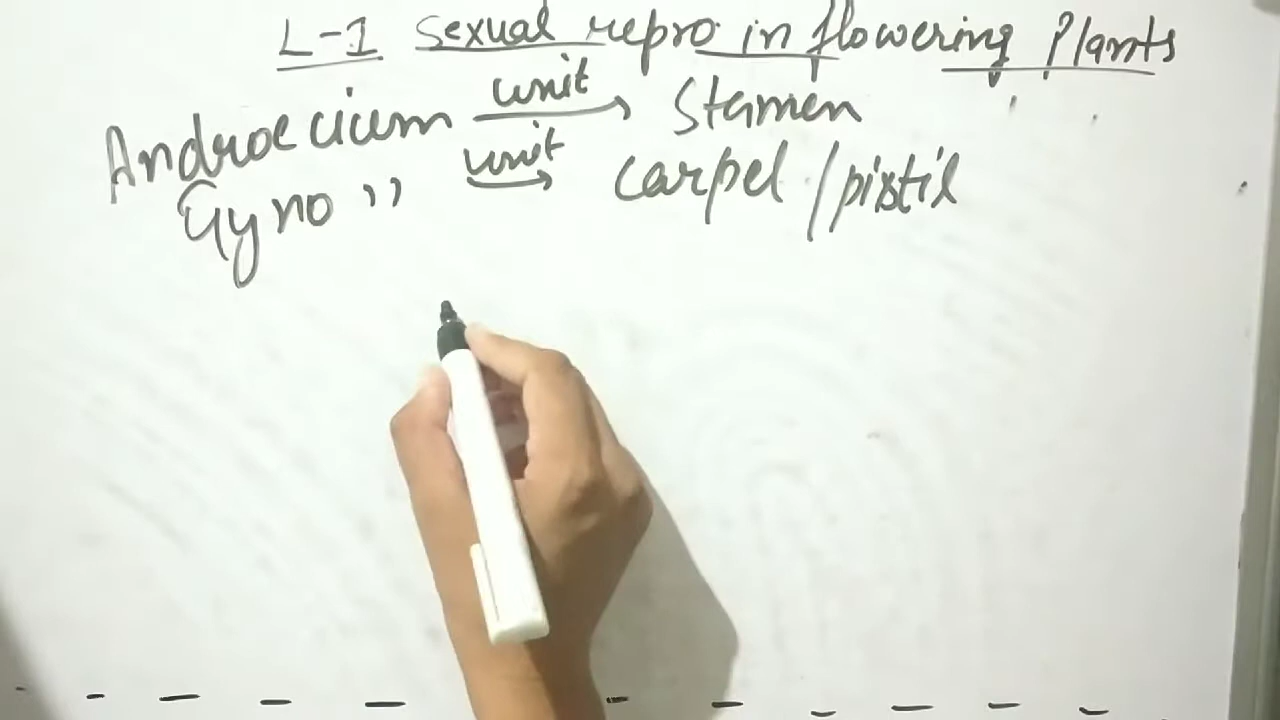 L-1 Sexual repro in flowering Plants
Androecium unit → Stamen
Gyno " unit → Carpel / pistil